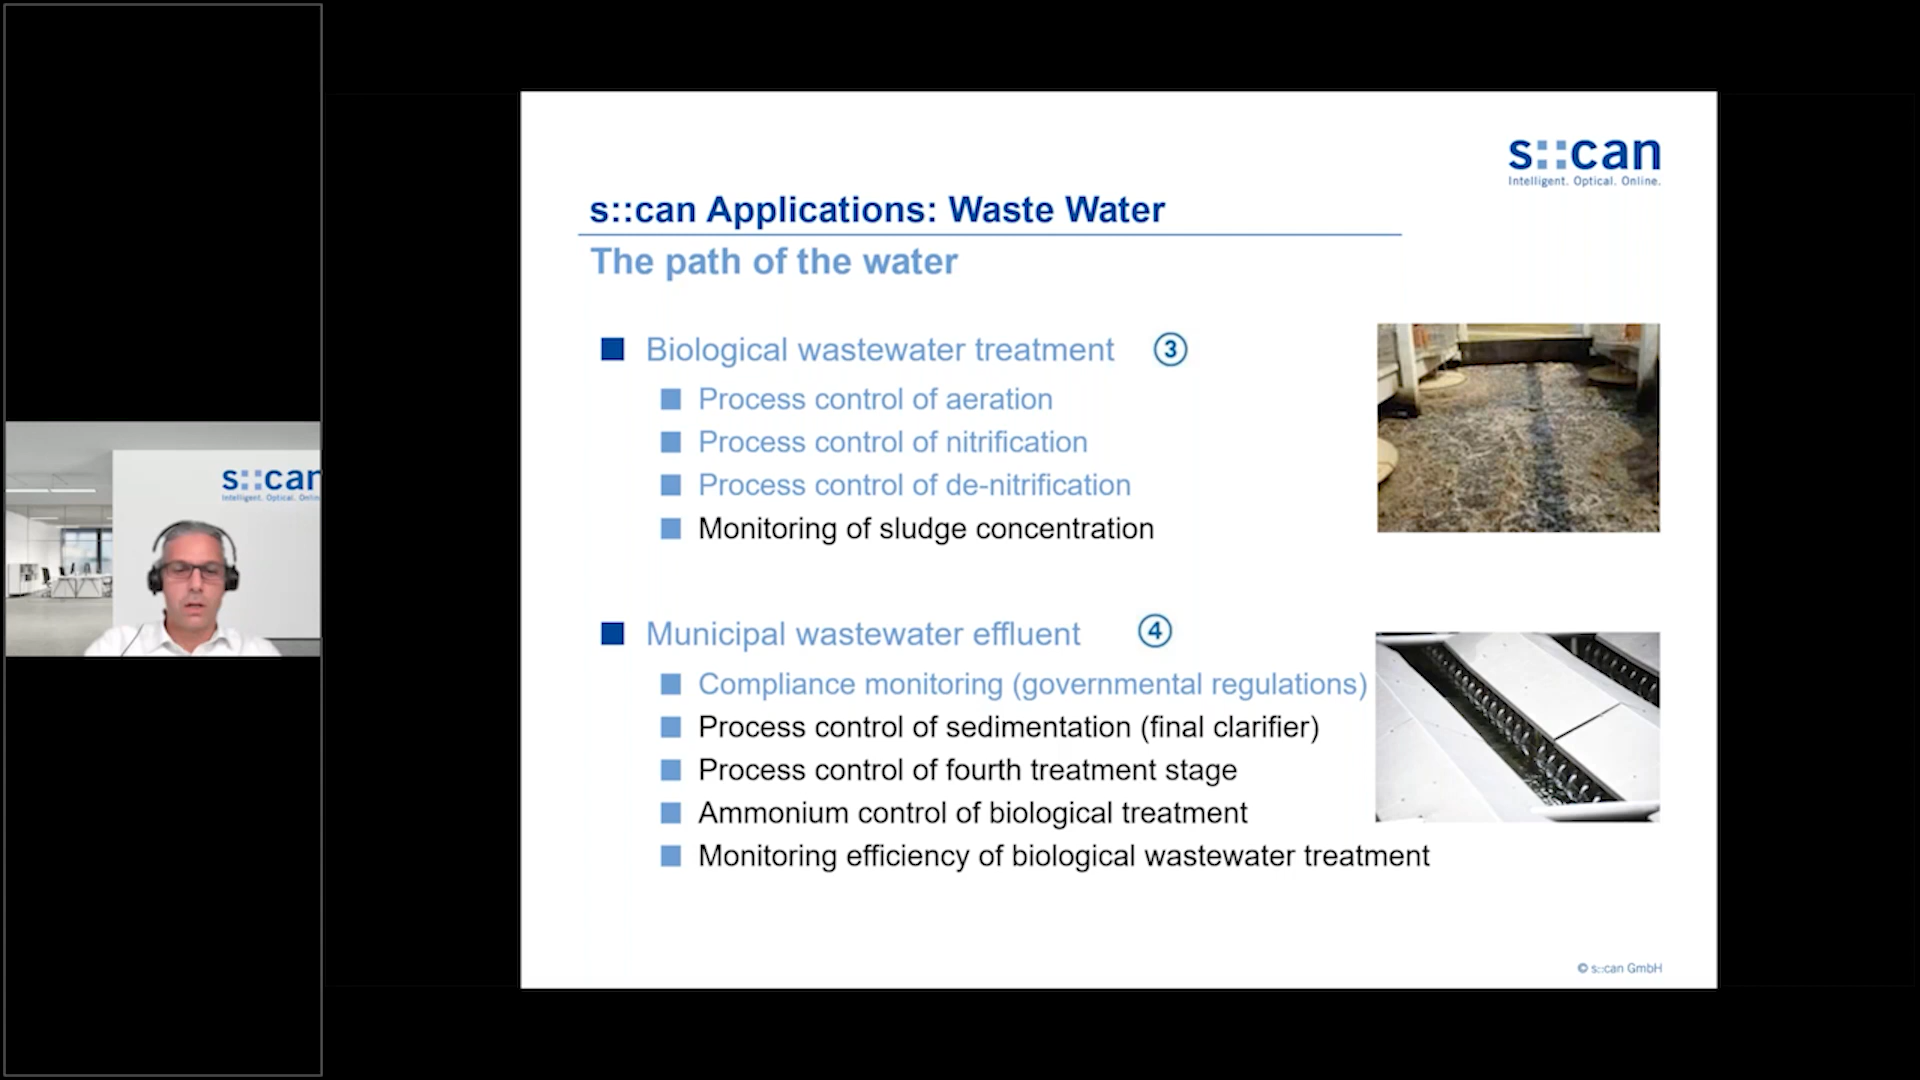 s::can
Intelligent. Optical. Online.
s::can Applications: Waste Water
The path of the water
Biological wastewater treatment ③
Process control of aeration
Process control of nitrification
Process control of de-nitrification
Monitoring of sludge concentration
Municipal wastewater effluent ④
Compliance monitoring (governmental regulations)
Process control of sedimentation (final clarifier)
Process control of fourth treatment stage
Ammonium control of biological treatment
Monitoring efficiency of biological wastewater treatment
© s::can GmbH
s::can
Intelligent. Optical. Onlin